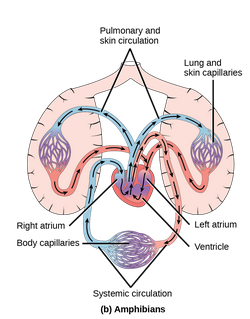 Pulmonary and
skin circulation
Lung and
skin capillaries
Right atrium
Left atrium
Body capillaries
Ventricle
Systemic circulation
(b) Amphibians